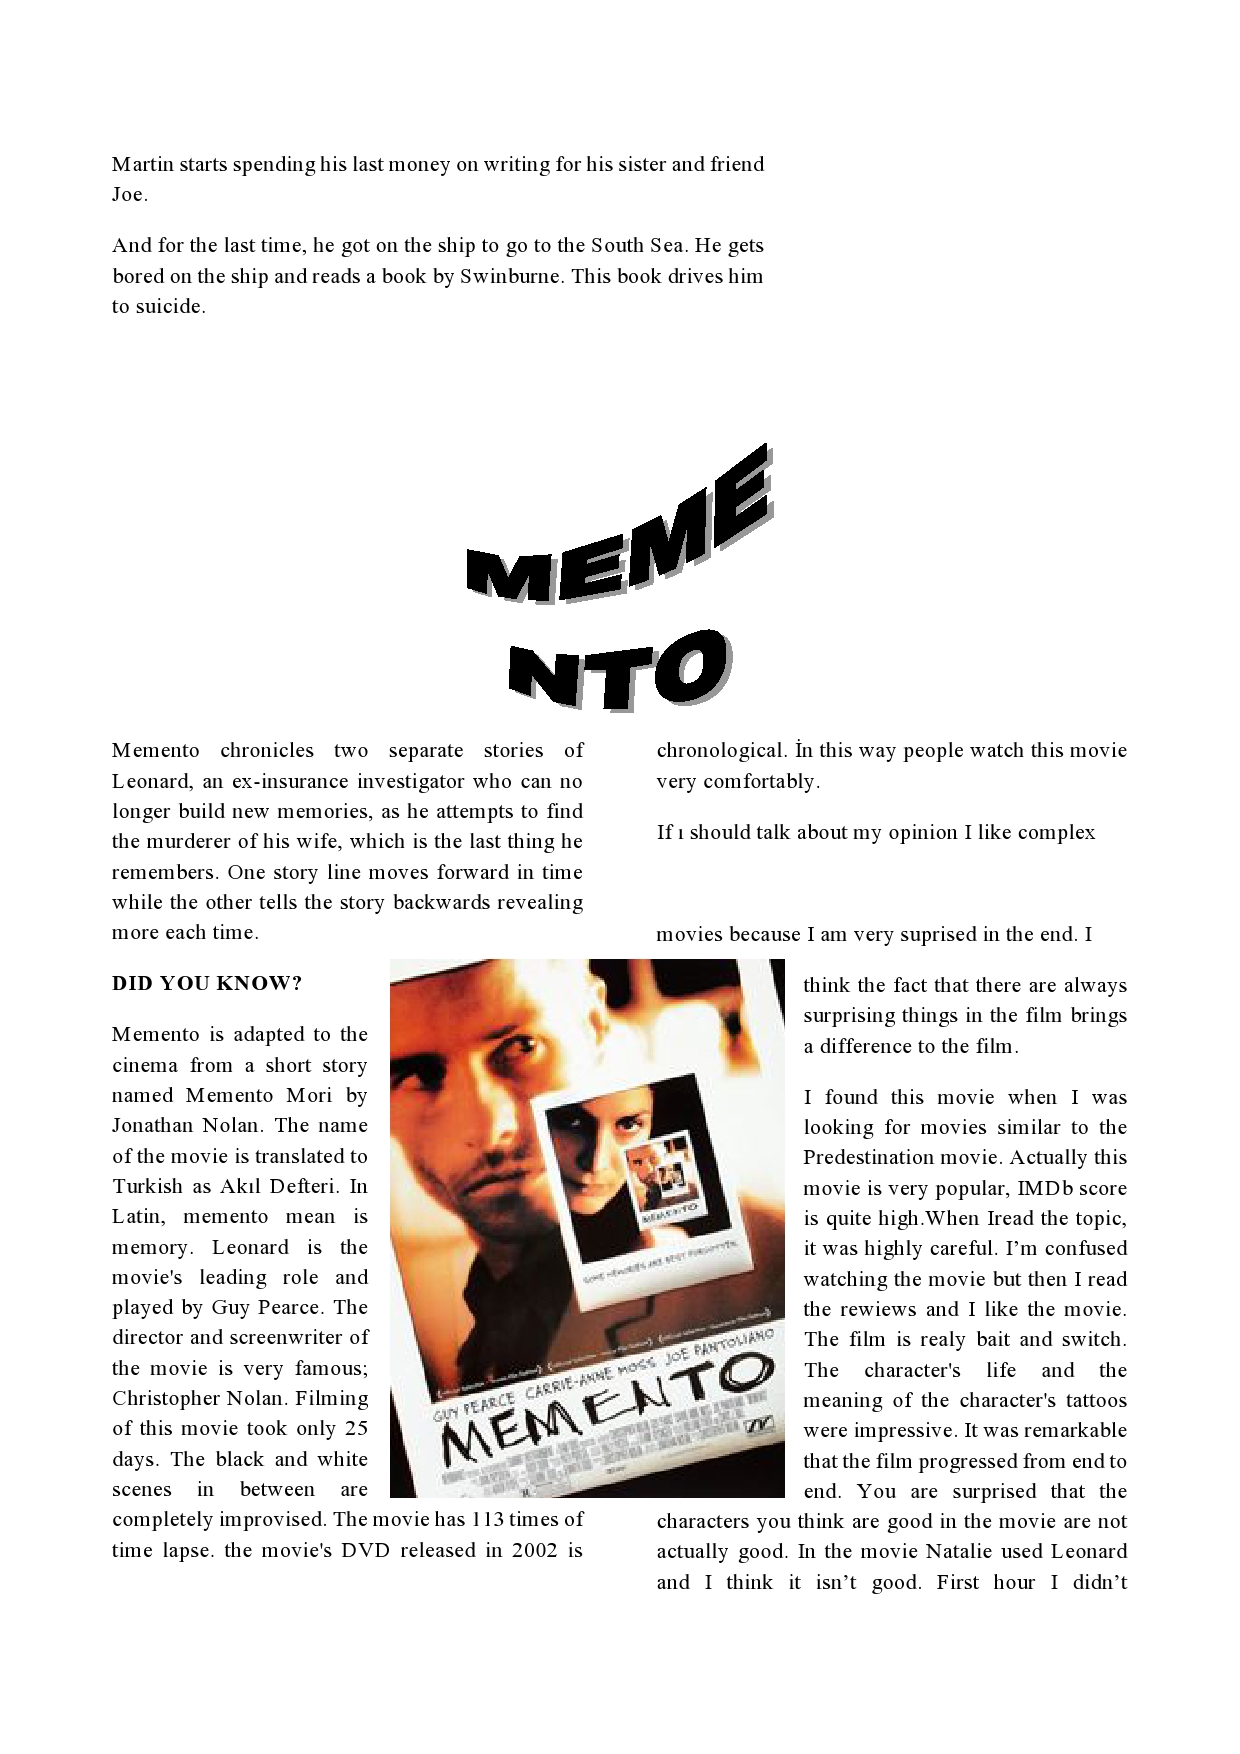 Martin starts spending his last money on writing for his sister and friend
Joe.
And for the last time, he got on the ship to go to the South Sea. He gets
bored on the ship and reads a book by Swinburne. This book drives him
to suicide.
MEME
NTO
Memento chronicles two separate stories of
Leonard, an ex-insurance investigator who can no
longer build new memories, as he attempts to find
the murderer of his wife, which is the last thing he
remembers. One story line moves forward in time
while the other tells the story backwards revealing
more each time.
DID YOU KNOW?
Memento is adapted to the
cinema from a short story
named Memento Mori by
Jonathan Nolan. The name
of the movie is translated to
Turkish as Akıl Defteri. In
Latin, memento mean is
memory. Leonard is the
movie's leading role and
played by Guy Pearce. The
director and screenwriter of
the movie is very famous;
Christopher Nolan. Filming
of this movie took only 25
days. The black and white
scenes in between are
completely improvised. The movie has 113 times of
time lapse. the movie's DVD released in 2002 is
MEMENTO
SOME MEMORIES ARE BEST FORGOTTEN.
GUY PEARCE CARRIE-ANNE MOSS JOE PANTOLIANO
MEMENTO
chronological. İn this way people watch this movie
very comfortably.
If ı should talk about my opinion I like complex
movies because I am very suprised in the end. I
think the fact that there are always
surprising things in the film brings
a difference to the film.
I found this movie when I was
looking for movies similar to the
Predestination movie. Actually this
movie is very popular, IMDb score
is quite high.When Iread the topic,
it was highly careful. I’m confused
watching the movie but then I read
the rewiews and I like the movie.
The film is realy bait and switch.
The character's life and the
meaning of the character's tattoos
were impressive. It was remarkable
that the film progressed from end to
end. You are surprised that the
characters you think are good in the movie are not
actually good. In the movie Natalie used Leonard
and I think it isn’t good. First hour I didn’t